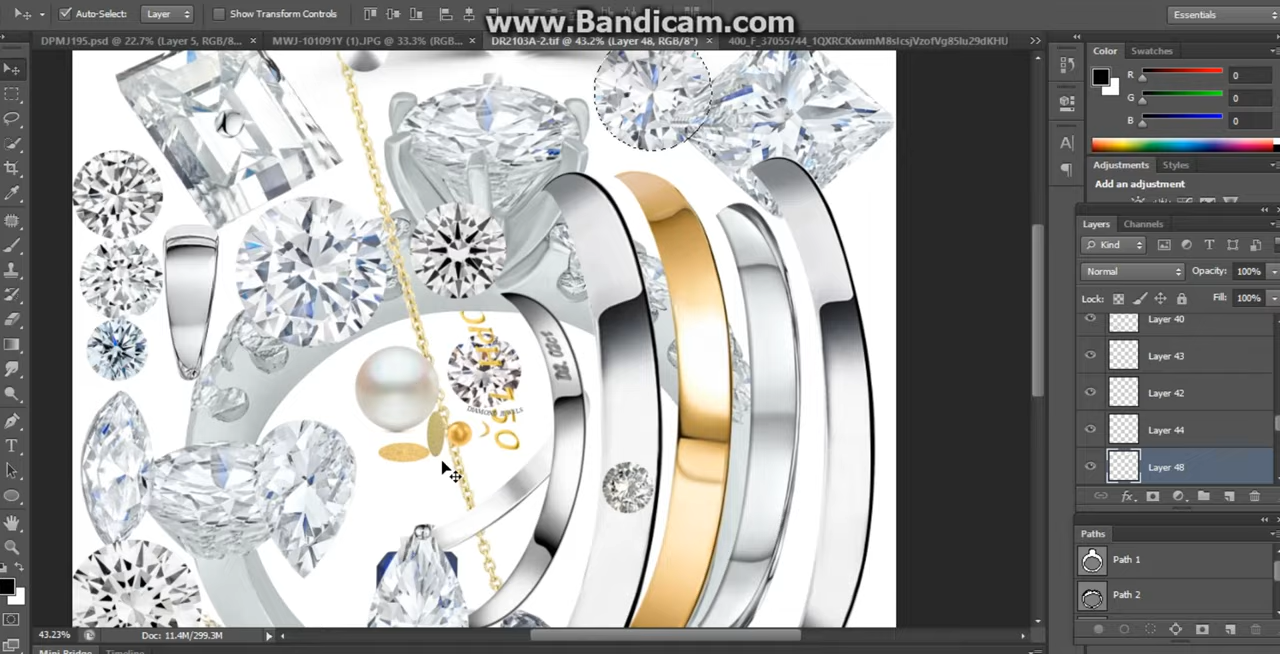 www.Bandicam.com
Auto-Select: Layer Show Transform Controls Essentials
DPMJ195.psd @ 22.7% (Layer 5, RGB/8... × MWJ-101091Y (1).JPG @ 33.3% (RGB... × DR2103A-2.tif @ 43.2% (Layer 48, RGB/8*) ×
Color Swatches
R 0
G 0
B 0
Adjustments Styles
Add an adjustment
Layers Channels
Kind
Normal Opacity: 100%
Lock: Fill: 100%
Layer 40
Layer 43
Layer 42
Layer 44
Layer 48
Paths
Path 1
Path 2
750
DIAMOND JEWELS
43.23% Doc: 11.4M/299.3M
Mini Bridge Timeline